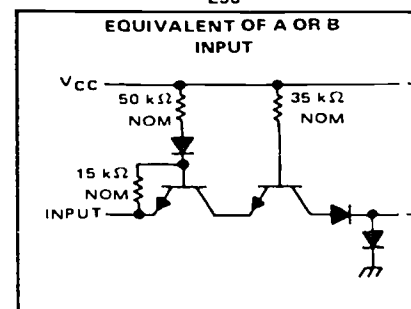 EQUIVALENT OF A OR B
INPUT
VCC
50 kΩ
NOM
35 kΩ
NOM
15 kΩ
NOM
INPUT